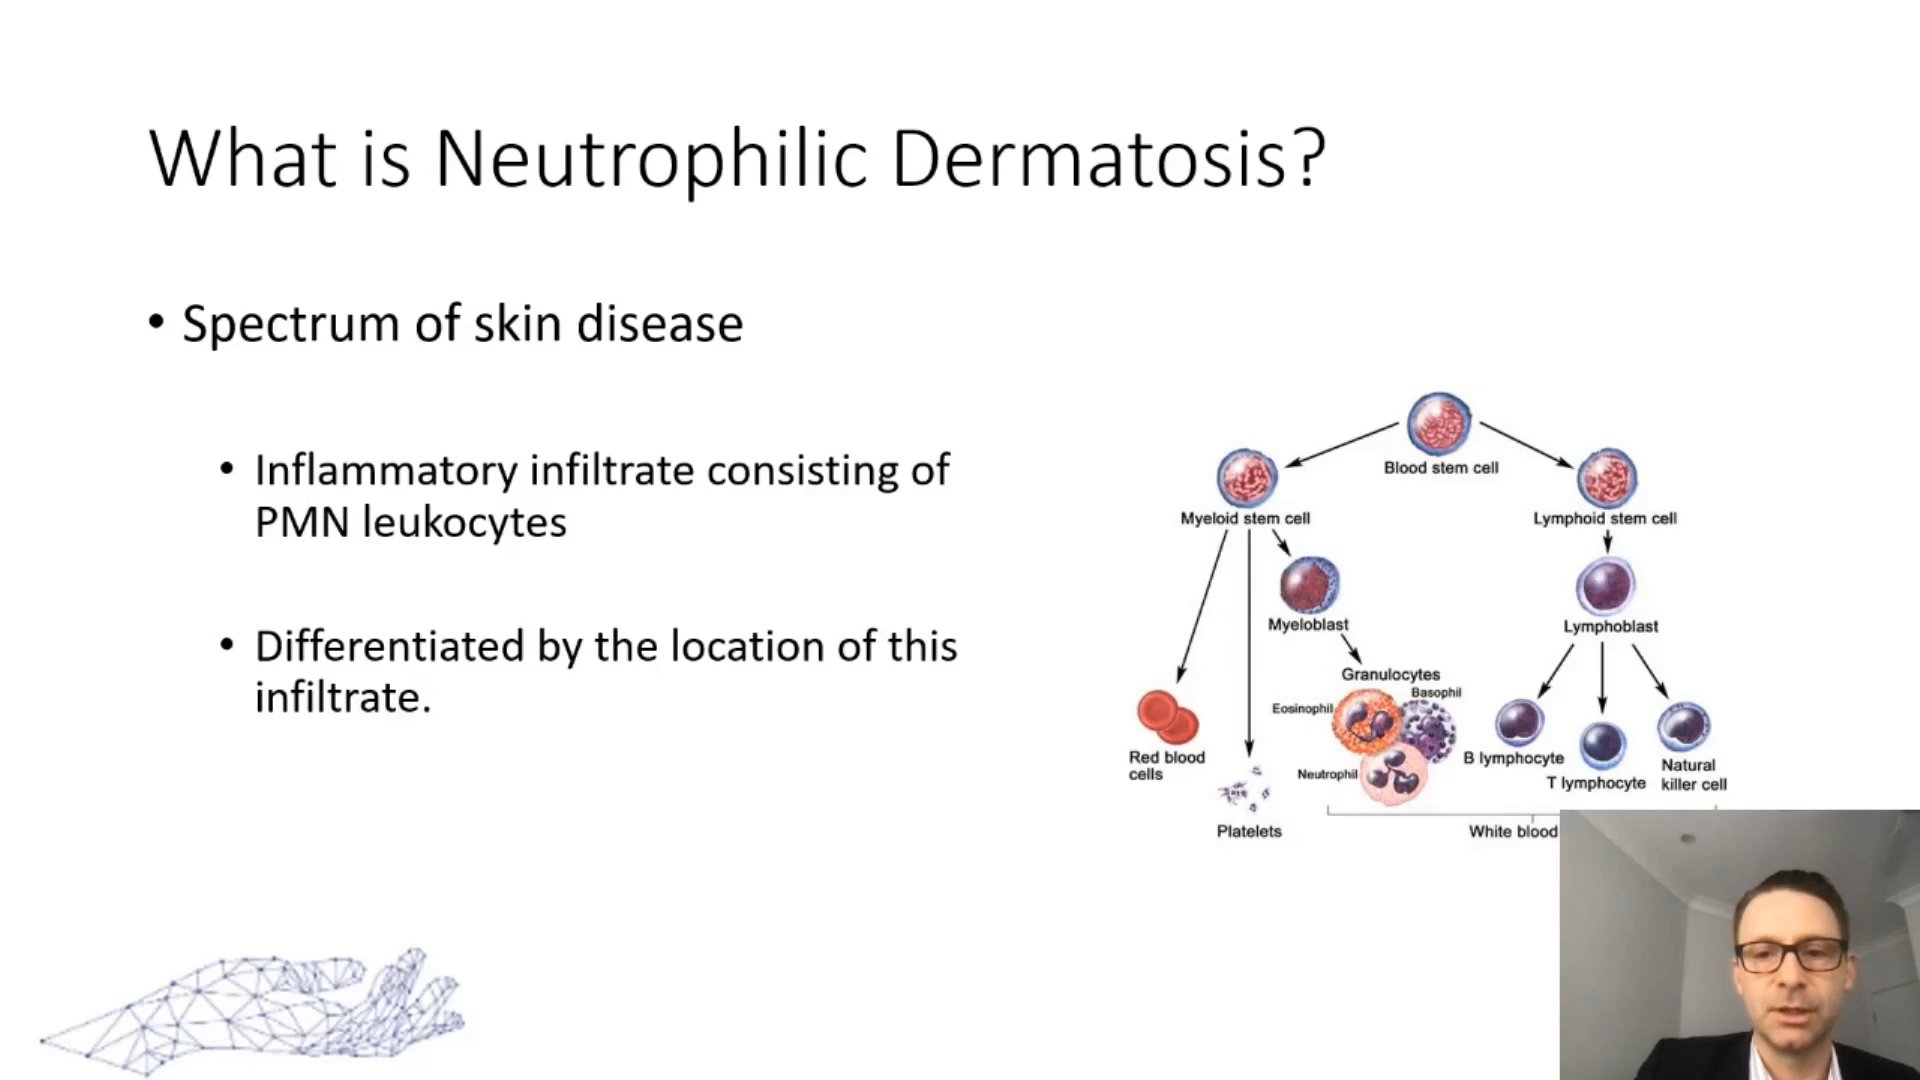 What is Neutrophilic Dermatosis?
• Spectrum of skin disease
• Inflammatory infiltrate consisting of
PMN leukocytes
• Differentiated by the location of this
infiltrate.
Blood stem cell
Myeloid stem cell
Lymphoid stem cell
Myeloblast
Lymphoblast
Granulocytes
Basophil
Eosinophil
Neutrophil
Red blood
cells
Platelets
B lymphocyte
T lymphocyte
Natural
killer cell
White blood